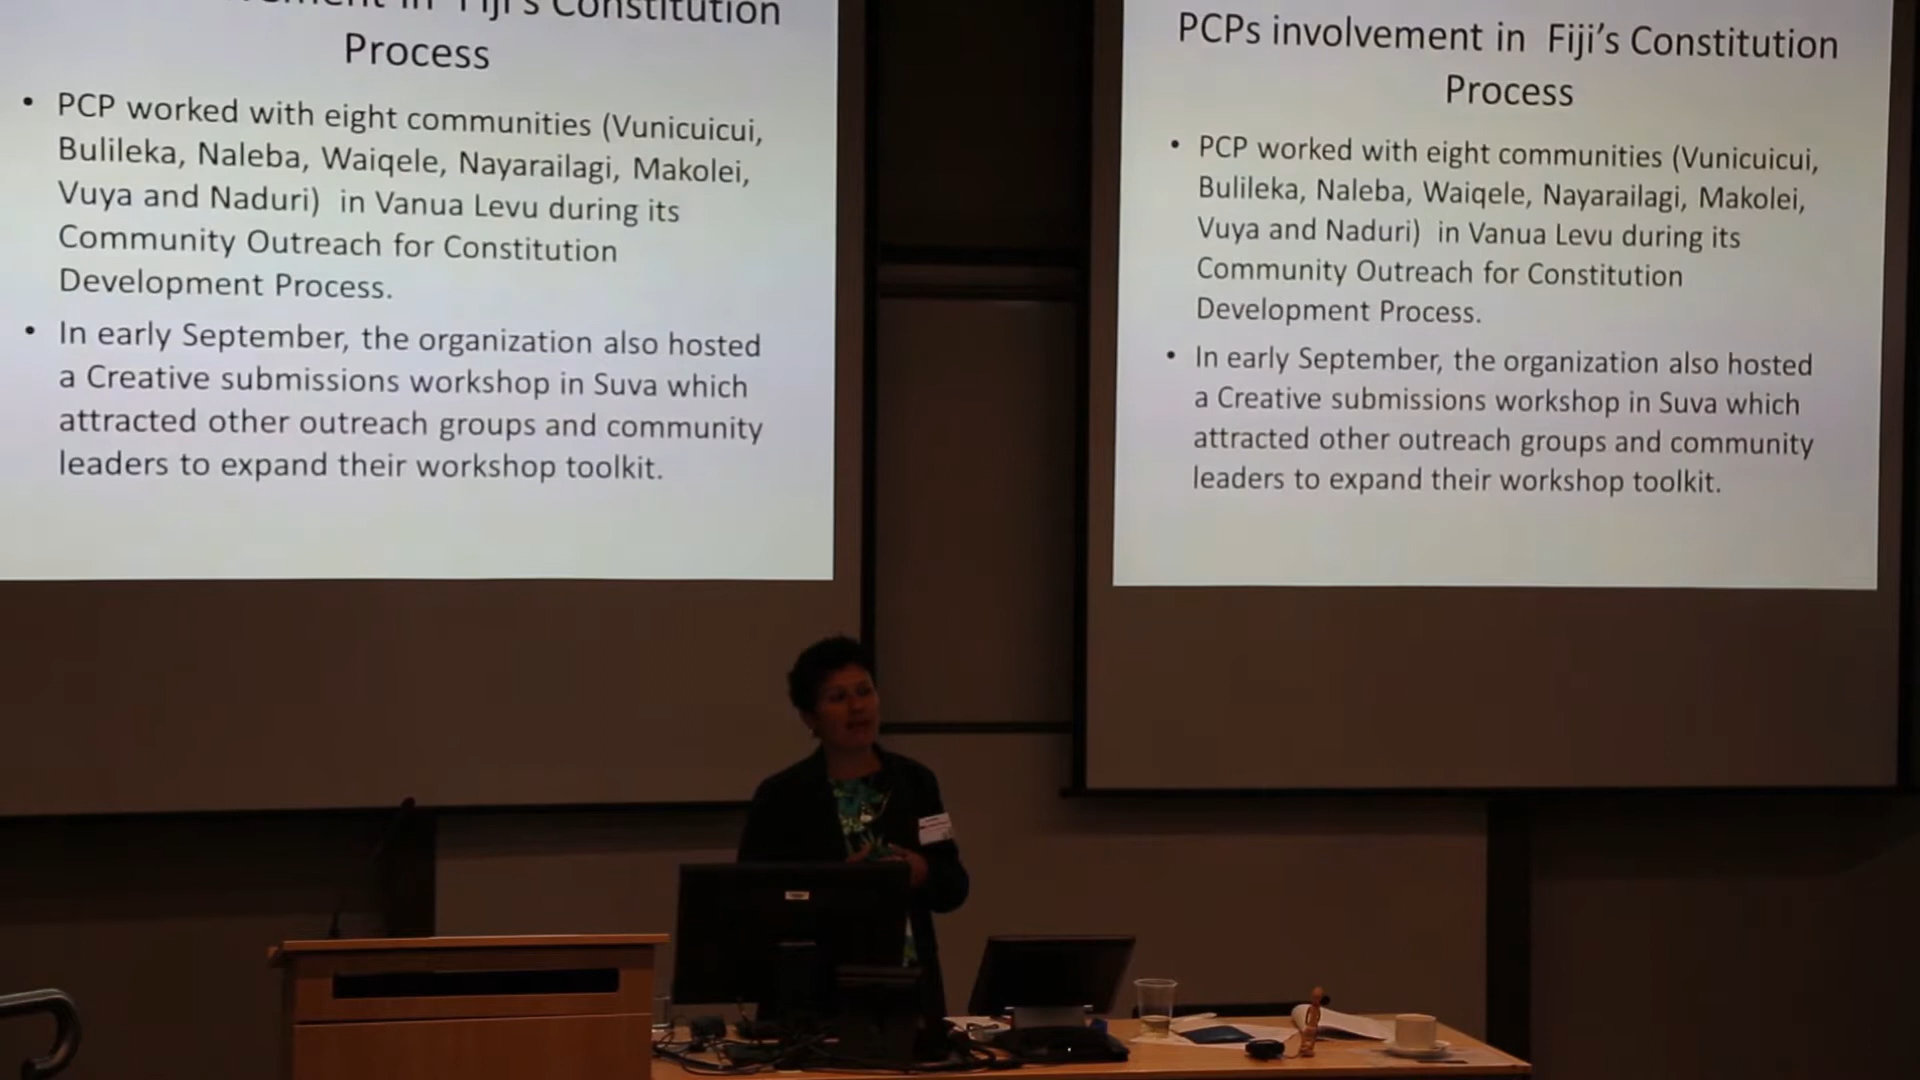 Fiji's Constitution
Process
• PCP worked with eight communities (Vunicuicui,
Bulileka, Naleba, Waiqele, Nayarailagi, Makolei,
Vuya and Naduri) in Vanua Levu during its
Community Outreach for Constitution
Development Process.
• In early September, the organization also hosted
a Creative submissions workshop in Suva which
attracted other outreach groups and community
leaders to expand their workshop toolkit.
PCPs involvement in Fiji's Constitution
Process
• PCP worked with eight communities (Vunicuicui,
Bulileka, Naleba, Waiqele, Nayarailagi, Makolei,
Vuya and Naduri) in Vanua Levu during its
Community Outreach for Constitution
Development Process.
• In early September, the organization also hosted
a Creative submissions workshop in Suva which
attracted other outreach groups and community
leaders to expand their workshop toolkit.